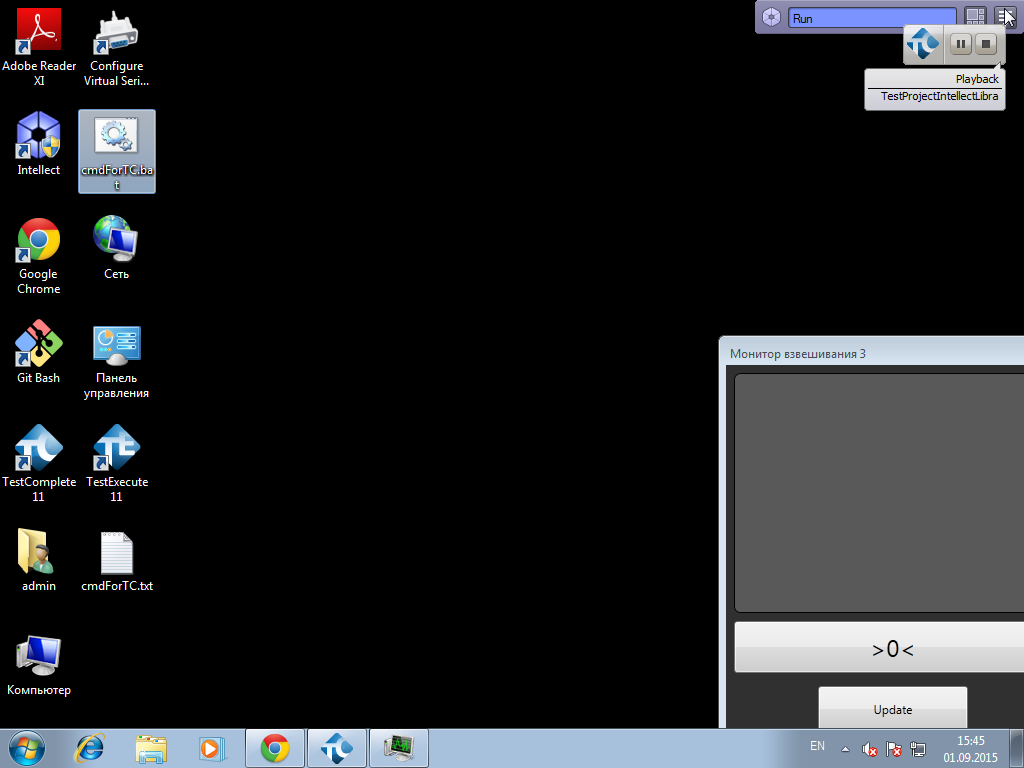 Adobe Reader
XI
Configure
Virtual Seri...
Run
Playback
TestProjectIntellectLibra
Intellect
cmdForTC.ba
t
Google
Chrome
Сеть
Git Bash
Панель
управления
TestComplete
11
TestExecute
11
admin
cmdForTC.txt
Компьютер
Монитор взвешивания 3
>0<
Update
EN
15:45
01.09.2015